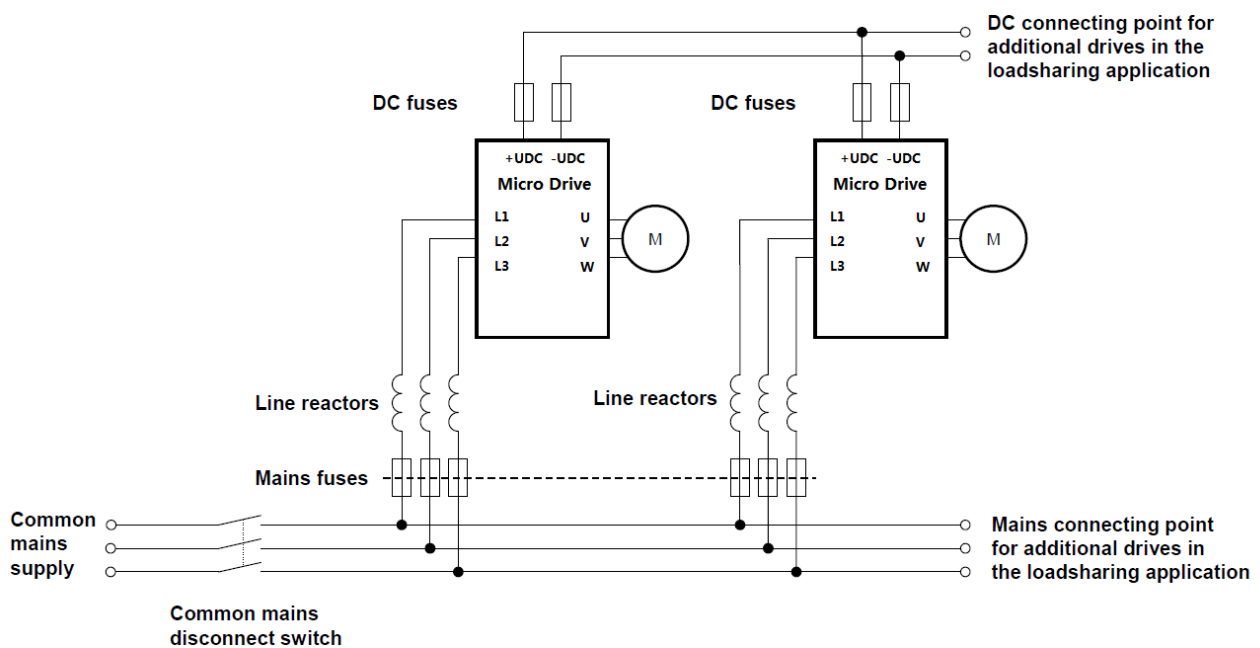 DC connecting point for
additional drives in the
loadsharing application
DC fuses
DC fuses
+UDC -UDC
Micro Drive
L1 U
L2 V
L3 W
M
+UDC -UDC
Micro Drive
L1 U
L2 V
L3 W
M
Line reactors
Line reactors
Mains fuses
Common
mains
supply
Mains connecting point
for additional drives in
the loadsharing application
Common mains
disconnect switch